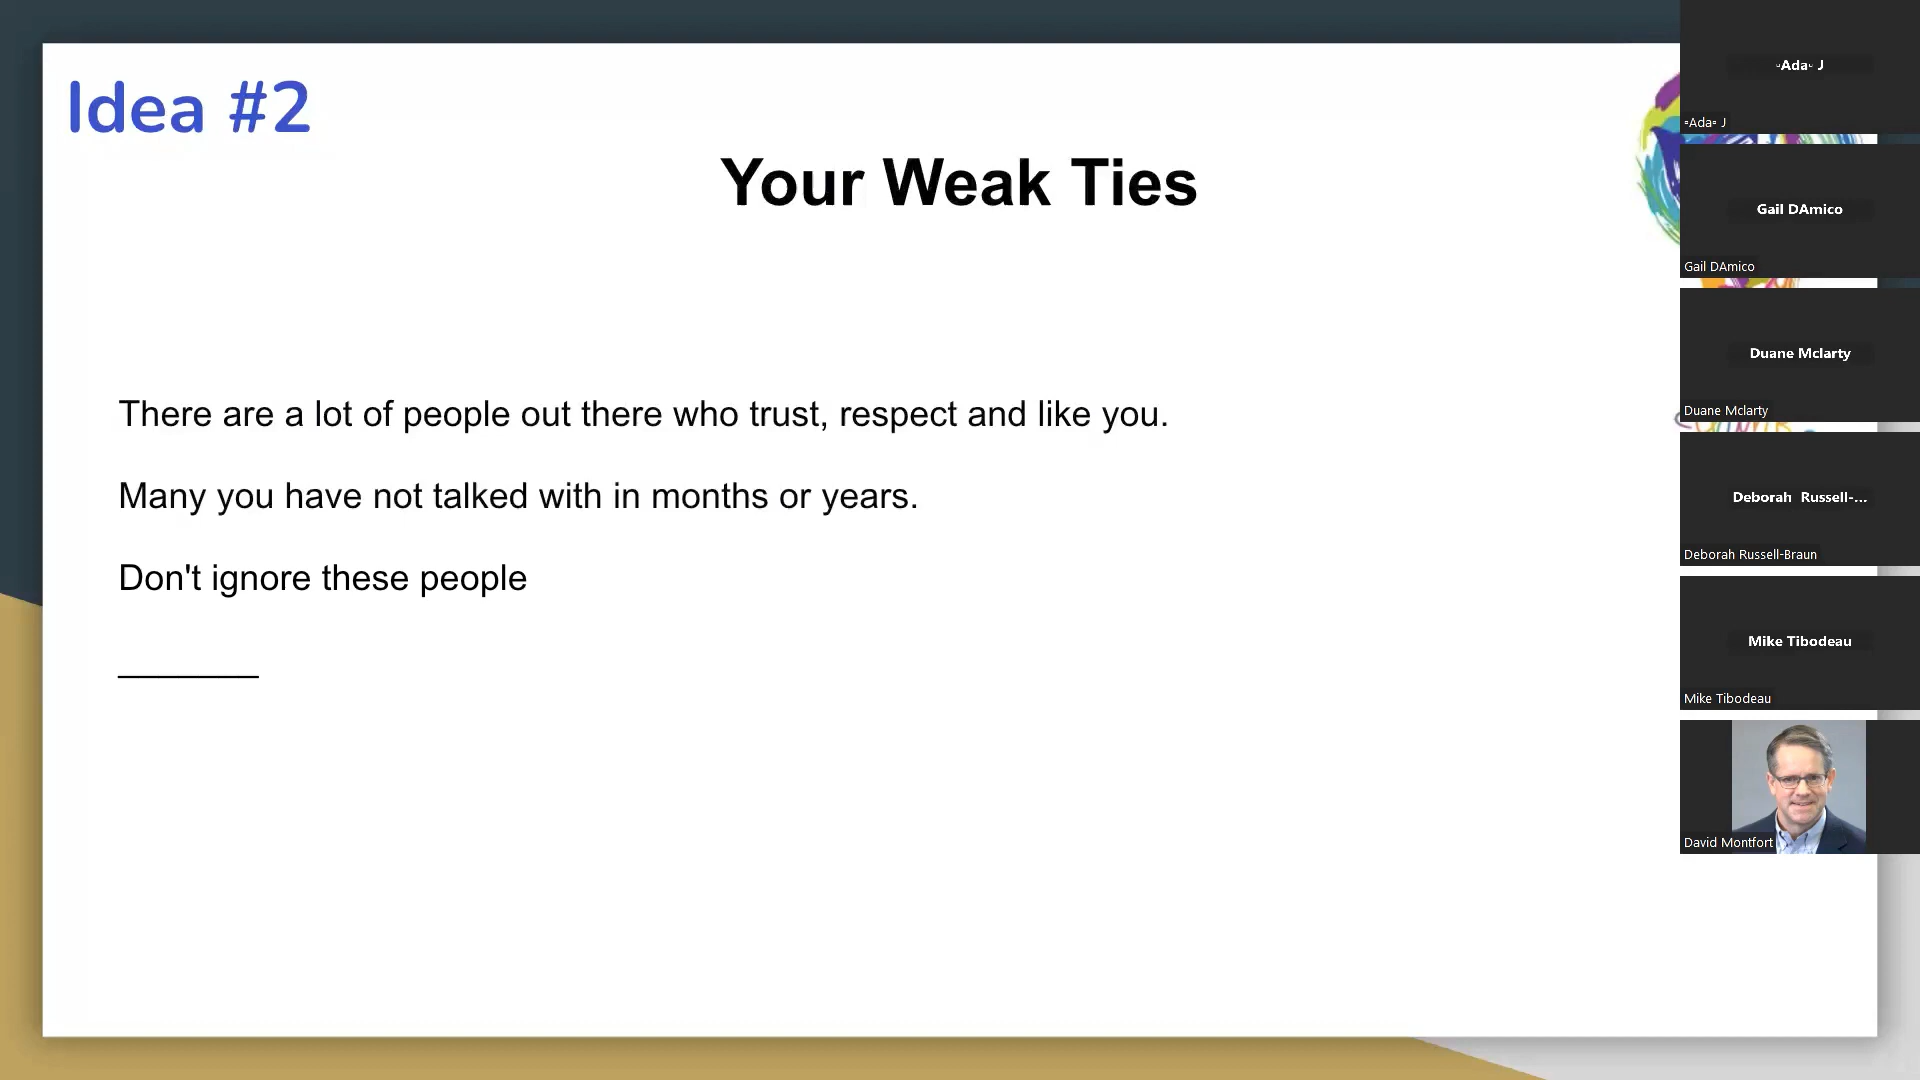 Idea #2
Your Weak Ties
There are a lot of people out there who trust, respect and like you.
Many you have not talked with in months or years.
Don't ignore these people
________
▫Ada▫ J
▫Ada▫ J
Gail DAmico
Gail DAmico
Duane Mclarty
Duane Mclarty
Deborah Russell-...
Deborah Russell-Braun
Mike Tibodeau
Mike Tibodeau
David Montfort